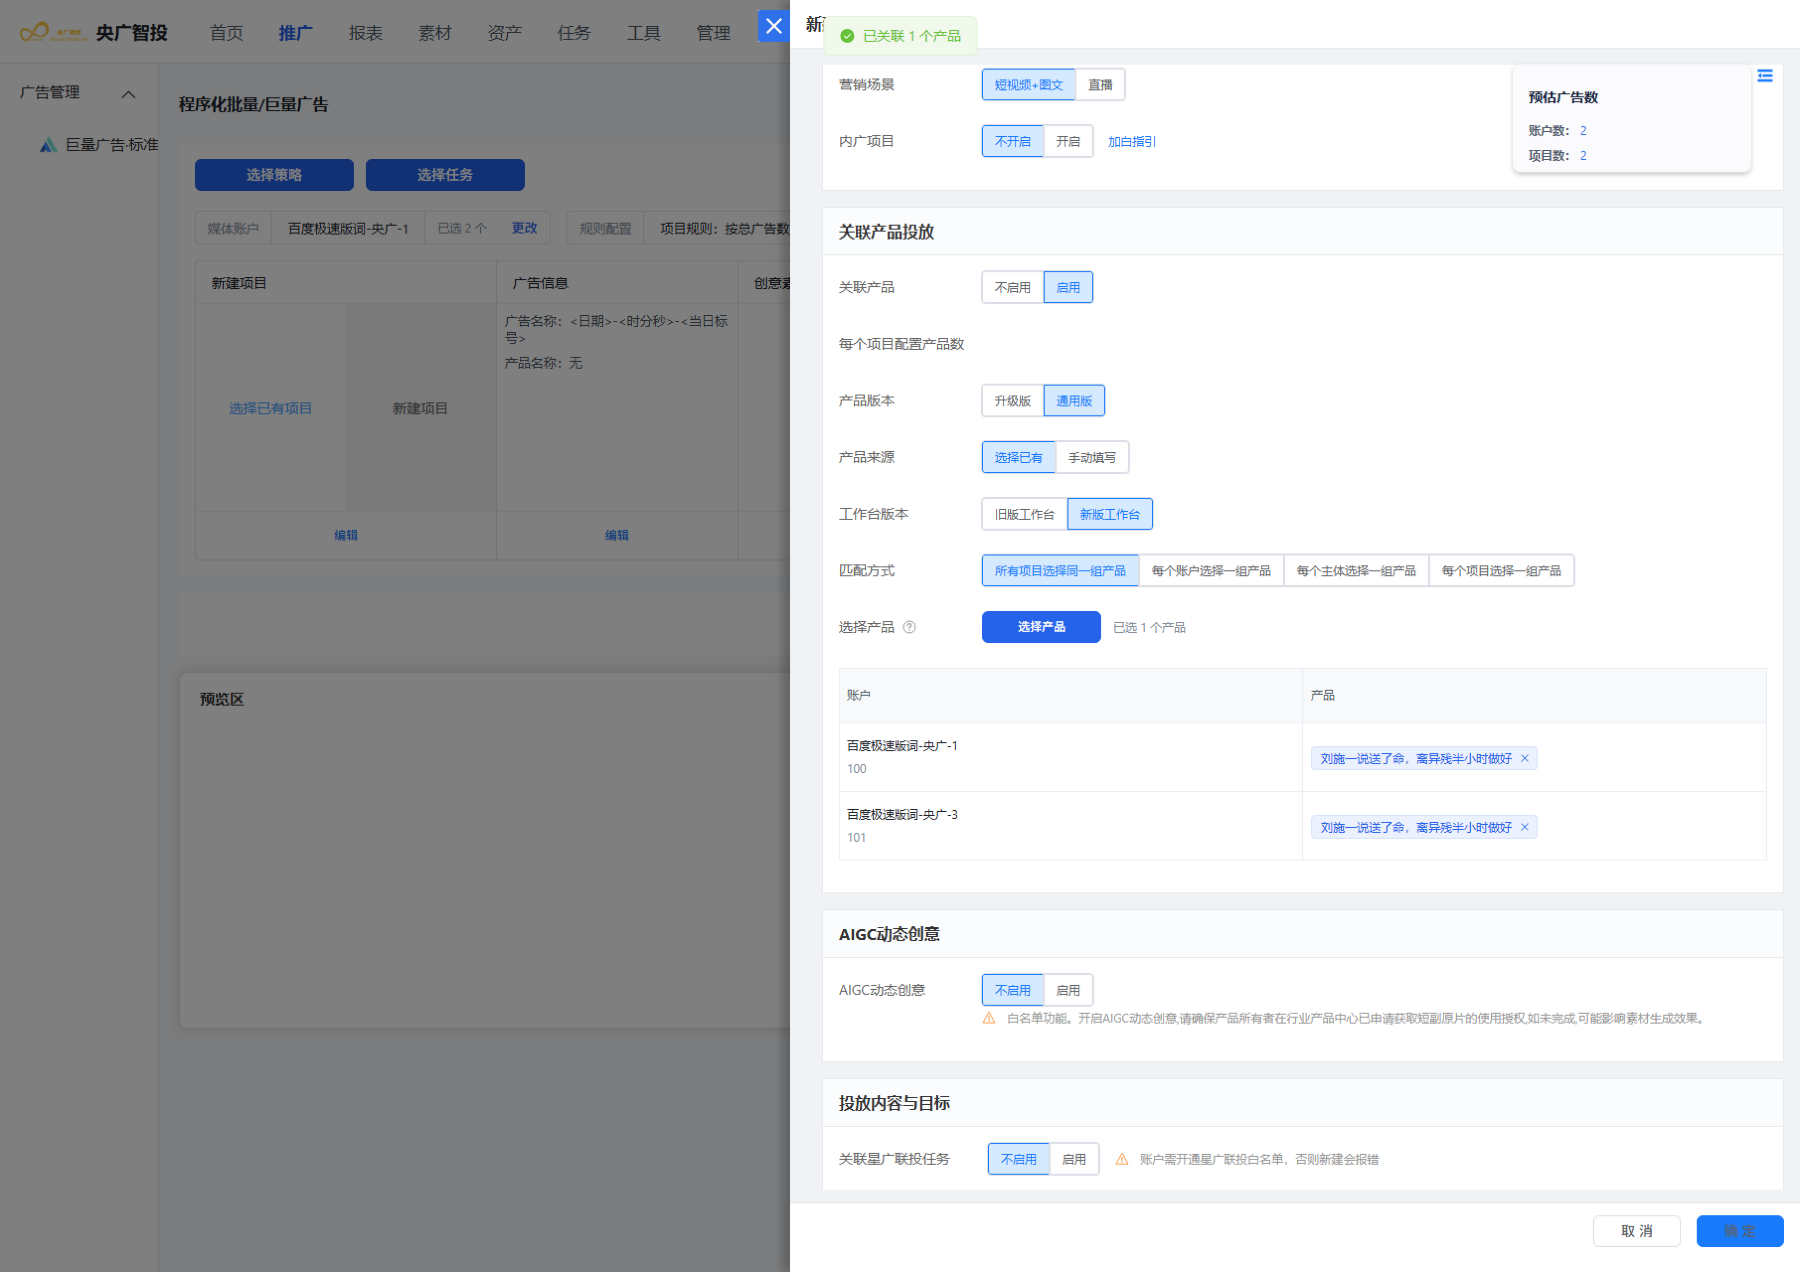 央广智投
首页 推广 报表 素材 资产 任务 工具 管理
已关联 1 个产品
广告管理
巨量广告-标准
程序化批量/巨量广告
选择策略 选择任务
媒体账户 百度极速版词-央广-1 已选 2 个 更改 规则配置 项目规则：按总广告数
新建项目 广告信息
广告名称：<日期>-<时分秒>-<当日标
号>
产品名称：无
选择已有项目 新建项目
编辑 编辑
预览区
营销场景 短视频+图文 直播
内广项目 不开启 开启 加白指引
预估广告数
账户数： 2
项目数： 2
关联产品投放
关联产品 不启用 启用
每个项目配置产品数
产品版本 升级版 通用版
产品来源 选择已有 手动填写
工作台版本 旧版工作台 新版工作台
匹配方式 所有项目选择同一组产品 每个账户选择一组产品 每个主体选择一组产品 每个项目选择一组产品
选择产品 选择产品 已选 1 个产品
账户 产品
百度极速版词-央广-1
100
刘施一说送了命，离异残半小时做好
百度极速版词-央广-3
101
刘施一说送了命，离异残半小时做好
AIGC动态创意
AIGC动态创意 不启用 启用
白名单功能。开启AIGC动态创意,请确保产品所有者在行业产品中心已申请获取短剧原片的使用授权,如未完成,可能影响素材生成效果。
投放内容与目标
关联星广联投任务 不启用 启用 账户需开通星广联投白名单，否则新建会报错
取 消 确 定